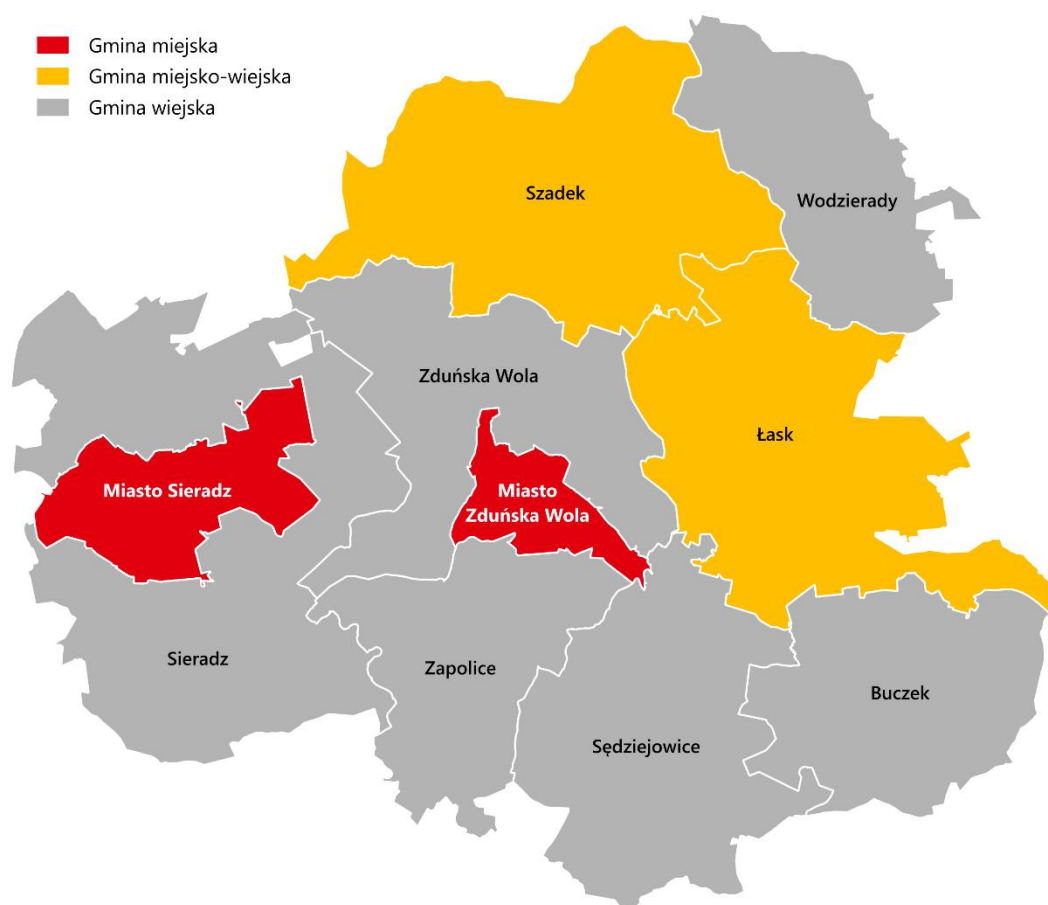 Gmina miejska
Gmina miejsko-wiejska
Gmina wiejska
Szadek
Wodzierady
Zduńska Wola
Łask
Miasto Sieradz
Miasto
Zduńska Wola
Sieradz
Zapolice
Buczek
Sędziejowice